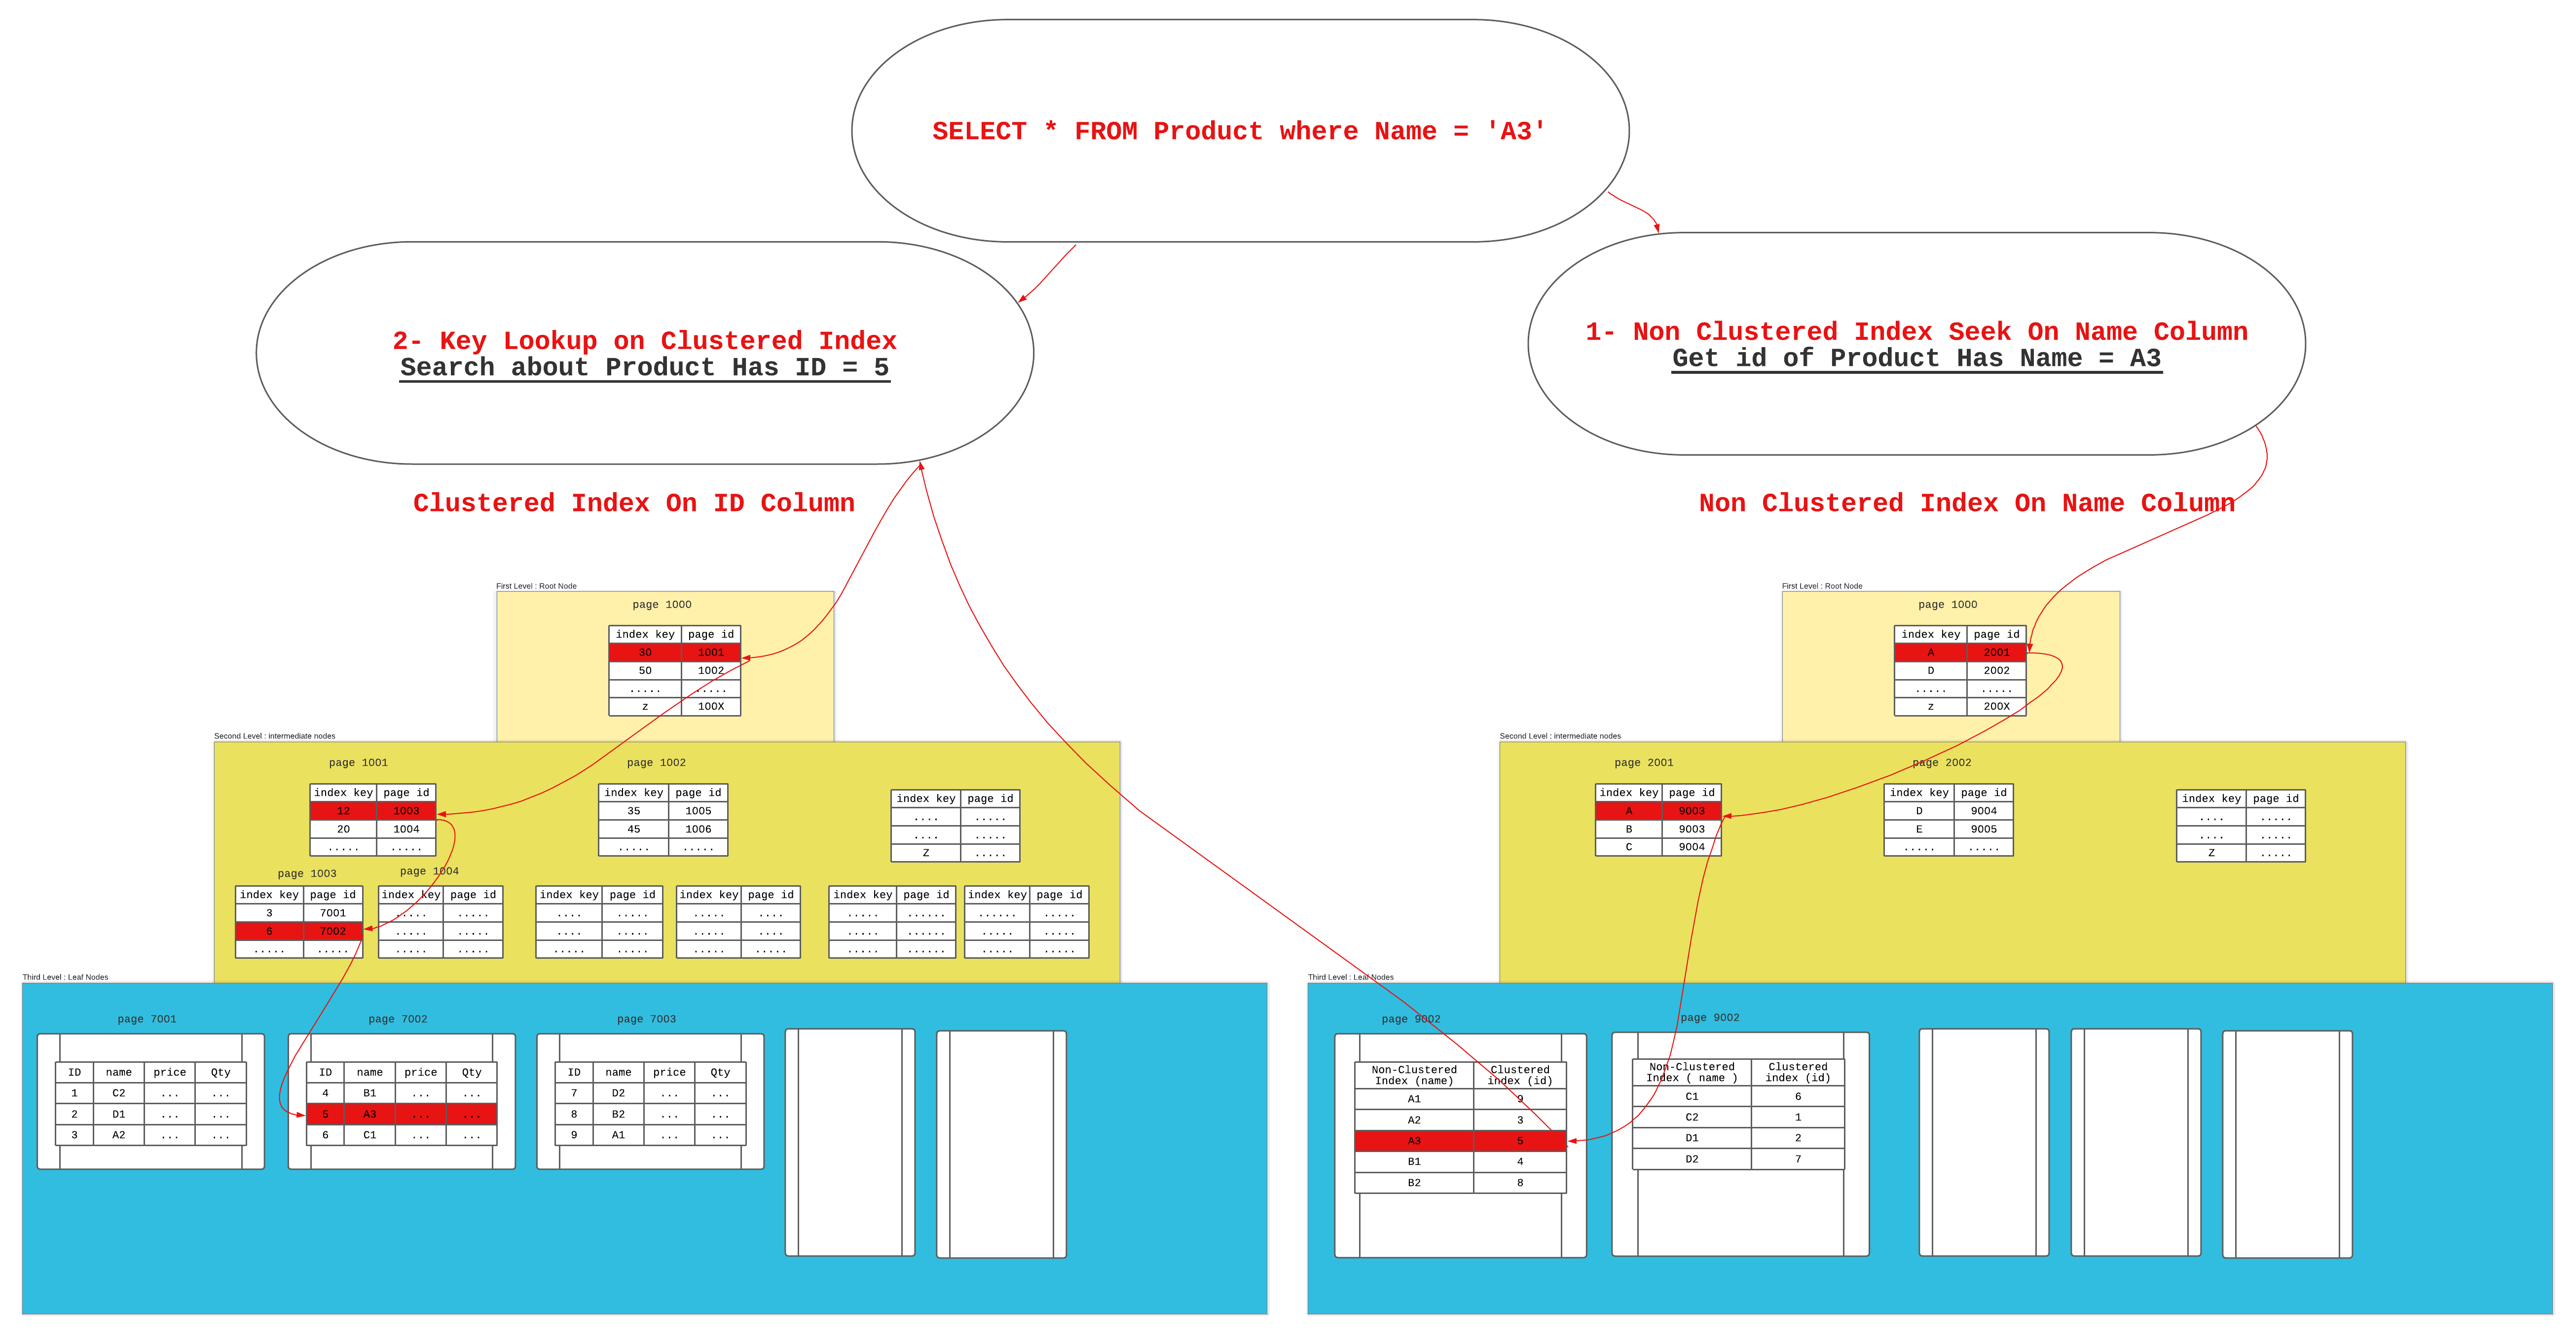 SELECT * FROM Product where Name = 'A3'
2- Key Lookup on Clustered Index
Search about Product Has ID = 5
1- Non Clustered Index Seek On Name Column
Get id of Product Has Name = A3
Clustered Index On ID Column
First Level : Root Node
page 1000
index key page id
30 1001
50 1002
..... .....
z 100X
Second Level : intermediate nodes
page 1001
index key page id
12 1003
20 1004
..... .....
page 1002
index key page id
35 1005
45 1006
..... .....
index key page id
.... .....
.... .....
Z .....
page 1003
index key page id
3 7001
6 7002
..... .....
page 1004
index key page id
..... .....
..... .....
..... .....
index key page id
.... .....
.... .....
..... .....
index key page id
..... ....
..... ....
..... .....
index key page id
..... ......
..... ......
..... ......
index key page id
...... .....
..... .....
..... .....
Third Level : Leaf Nodes
page 7001
ID name price Qty
1 C2 ... ...
2 D1 ... ...
3 A2 ... ...
page 7002
ID name price Qty
4 B1 ... ...
5 A3 ... ...
6 C1 ... ...
page 7003
ID name price Qty
7 D2 ... ...
8 B2 ... ...
9 A1 ... ...
Non Clustered Index On Name Column
First Level : Root Node
page 1000
index key page id
A 2001
D 2002
..... .....
z 200X
Second Level : intermediate nodes
page 2001
index key page id
A 9003
B 9003
C 9004
page 2002
index key page id
D 9004
E 9005
..... .....
index key page id
.... .....
.... .....
Z .....
Third Level : Leaf Nodes
page 9002
Non-Clustered Clustered
Index (name) index (id)
A1 9
A2 3
A3 5
B1 4
B2 8
page 9002
Non-Clustered Clustered
Index ( name ) index (id)
C1 6
C2 1
D1 2
D2 7